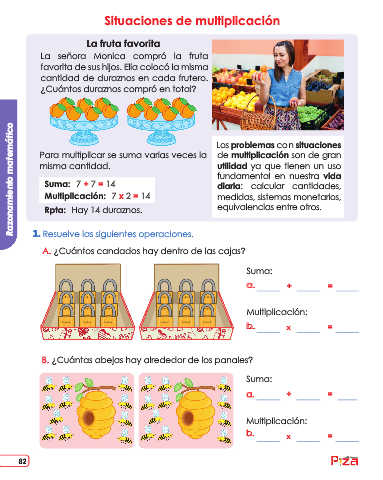 Situaciones de multiplicación
La fruta favorita
La señora Monica compró la fruta
favorita de sus hijos. Ella colocó la misma
cantidad de duraznos en cada frutero.
¿Cuántos duraznos compró en total?
Para multiplicar se suma varias veces la
misma cantidad.
Suma: 7 + 7 = 14
Multiplicación: 7 x 2 = 14
Rpta: Hay 14 duraznos.
Los problemas con situaciones
de multiplicación son de gran
utilidad ya que tienen un uso
fundamental en nuestra vida
diaria: calcular cantidades,
medidas, sistemas monetarios,
equivalencias entre otros.
Razonamiento matemático
1. Resuelve las siguientes operaciones.
A. ¿Cuántos candados hay dentro de las cajas?
Suma:
a. ____ + ____ = ____
Multiplicación:
b. ____ x ____ = ____
B. ¿Cuántas abejas hay alrededor de los panales?
Suma:
a. ____ + ____ = ____
Multiplicación:
b. ____ x ____ = ____
82